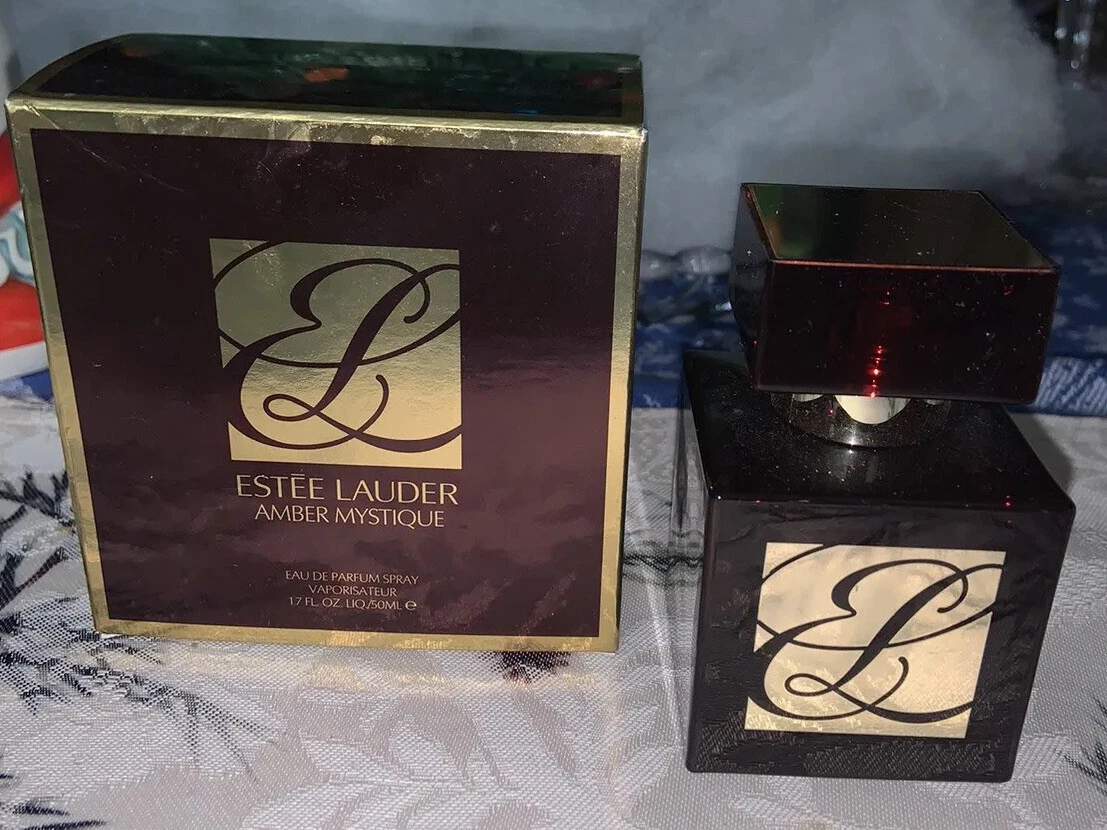 EL
ESTĒE LAUDER
AMBER MYSTIQUE
EAU DE PARFUM SPRAY
VAPORISATEUR
1.7 FL. OZ. LIQ./50ML ℮
EL